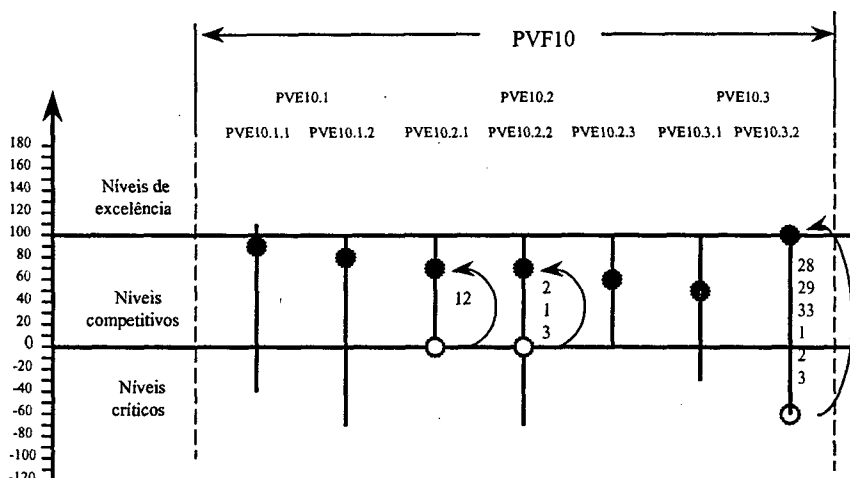 PVF10
PVE10.1 PVE10.2 PVE10.3
PVE10.1.1 PVE10.1.2 PVE10.2.1 PVE10.2.2 PVE10.2.3 PVE10.3.1 PVE10.3.2
180
160
140
120
100
80
60
40
20
0
-20
-40
-60
-80
-100
-120
Níveis de
excelência
Níveis
competitivos
Níveis
críticos
12
2
1
3
28
29
33
1
2
3